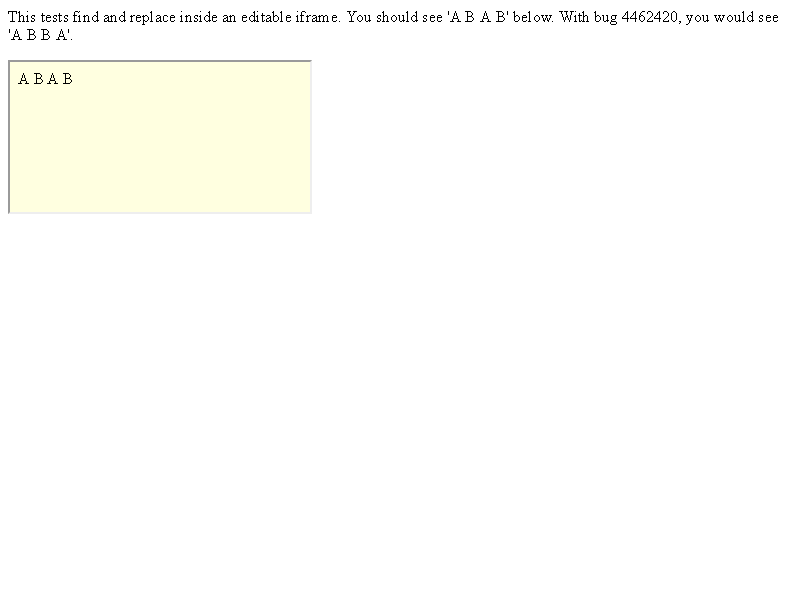 This tests find and replace inside an editable iframe. You should see 'A B A B' below. With bug 4462420, you would see
'A B B A'.
A B A B